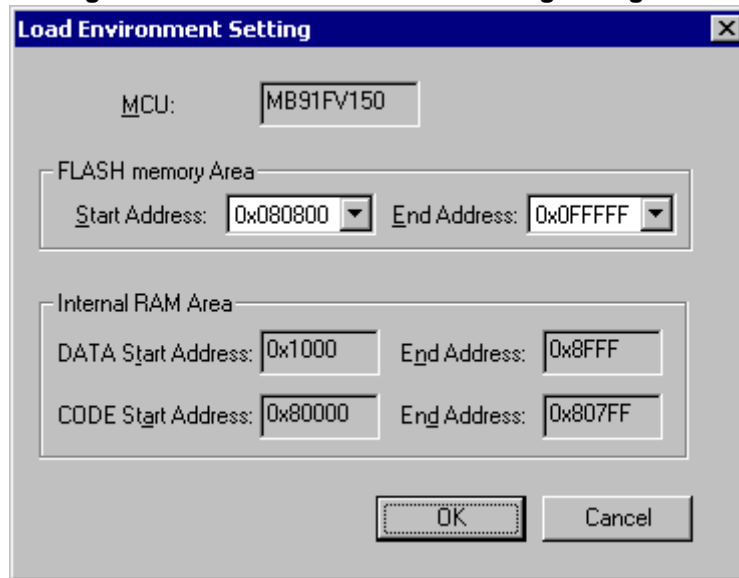 Load Environment Setting
MCU: MB91FV150
FLASH memory Area
Start Address: 0x080800 End Address: 0x0FFFFF
Internal RAM Area
DATA Start Address: 0x1000 End Address: 0x8FFF
CODE Start Address: 0x80000 End Address: 0x807FF
OK Cancel